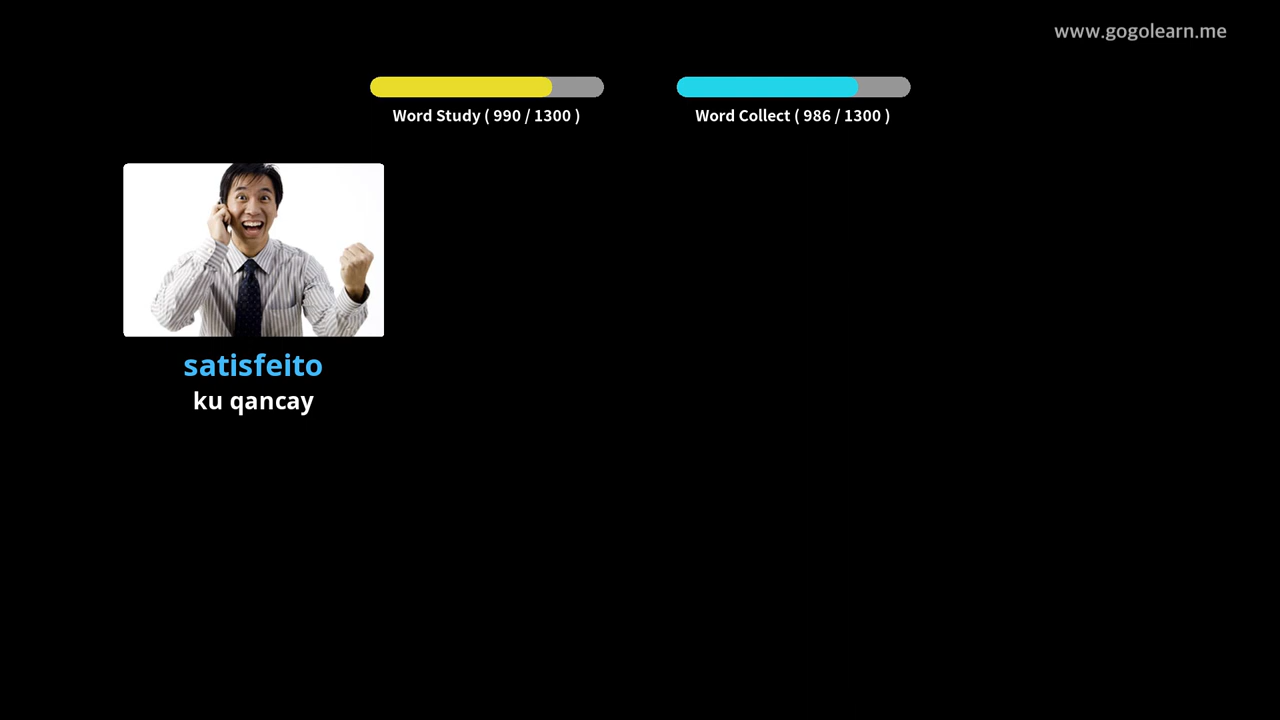 www.gogolearn.me
Word Study ( 990 / 1300 )
Word Collect ( 986 / 1300 )
satisfeito
ku qancay